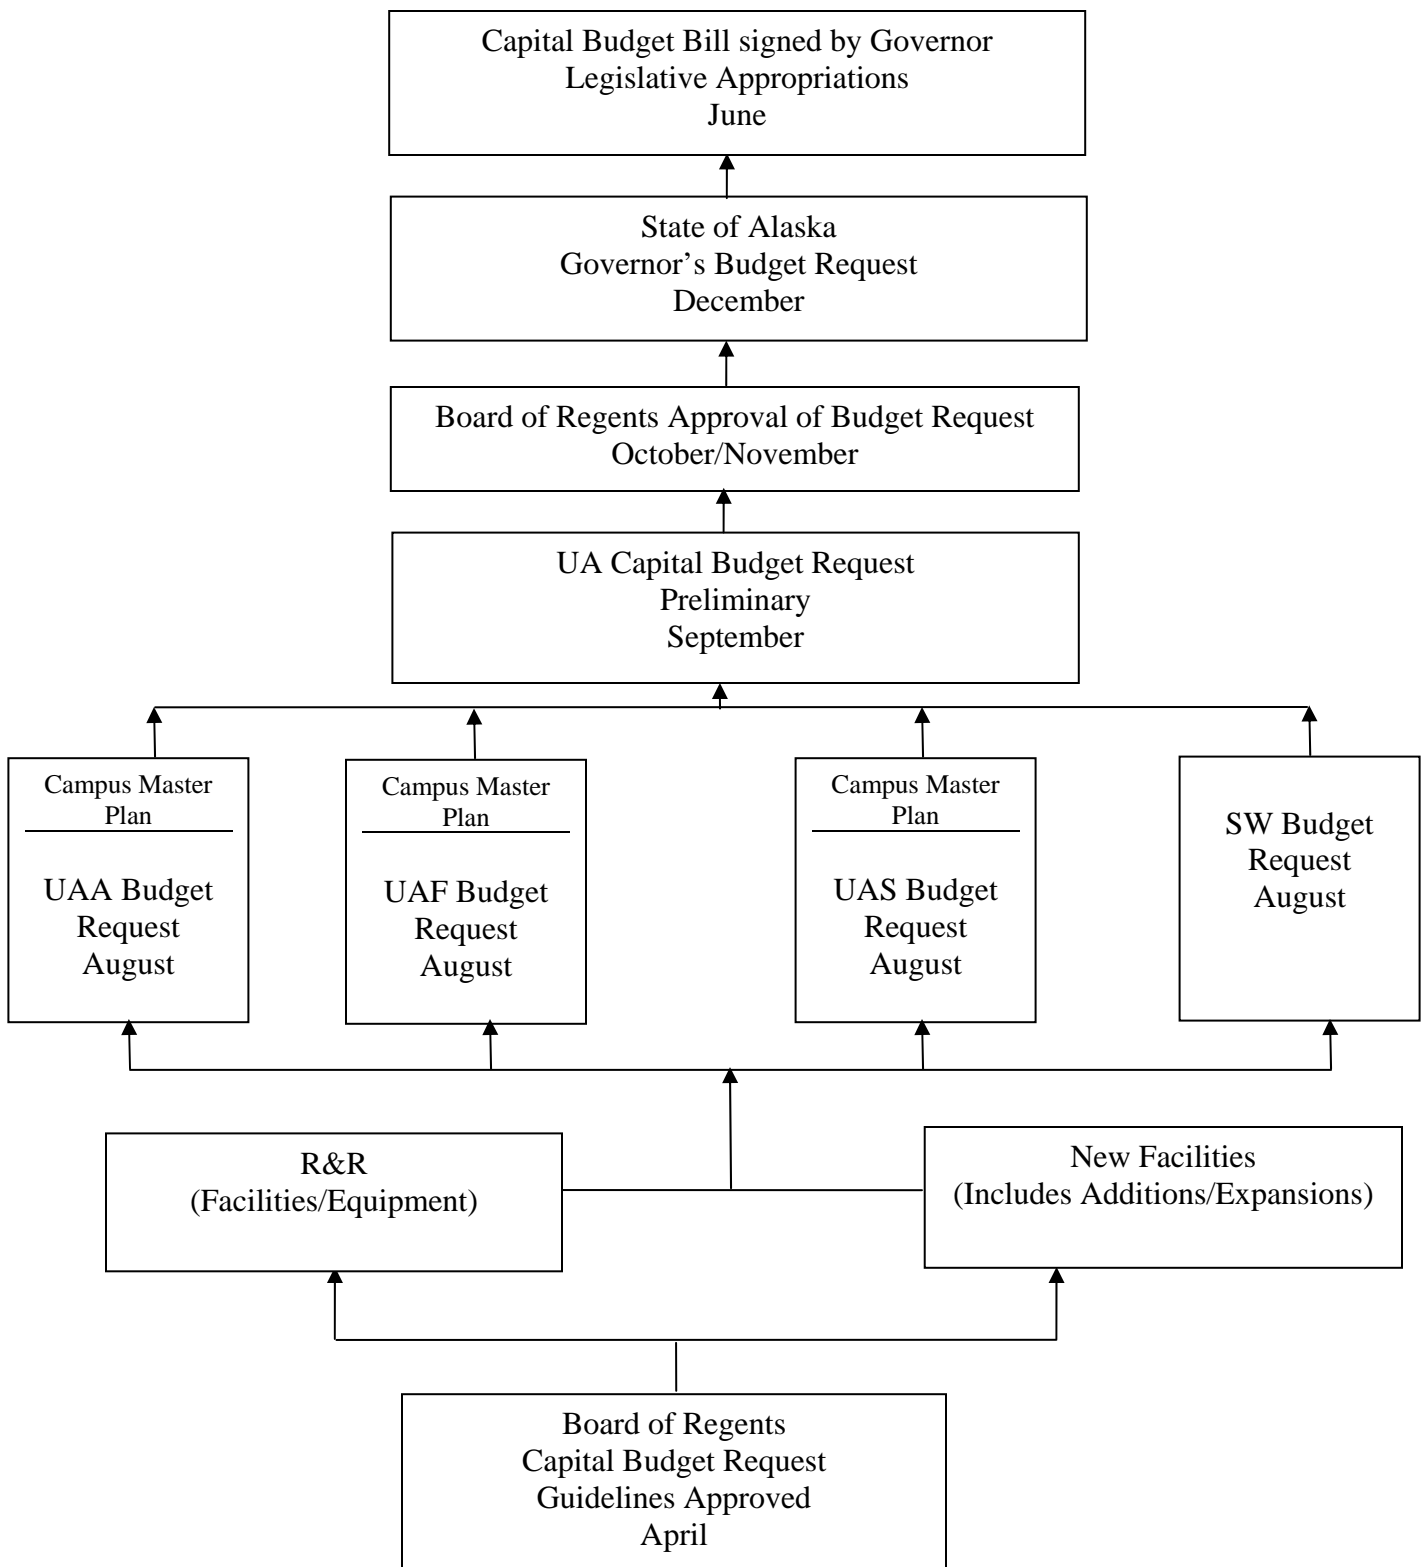 Capital Budget Bill signed by Governor
Legislative Appropriations
June
State of Alaska
Governor’s Budget Request
December
Board of Regents Approval of Budget Request
October/November
UA Capital Budget Request
Preliminary
September
Campus Master
Plan
UAA Budget
Request
August
Campus Master
Plan
UAF Budget
Request
August
Campus Master
Plan
UAS Budget
Request
August
SW Budget
Request
August
R&R
(Facilities/Equipment)
New Facilities
(Includes Additions/Expansions)
Board of Regents
Capital Budget Request
Guidelines Approved
April